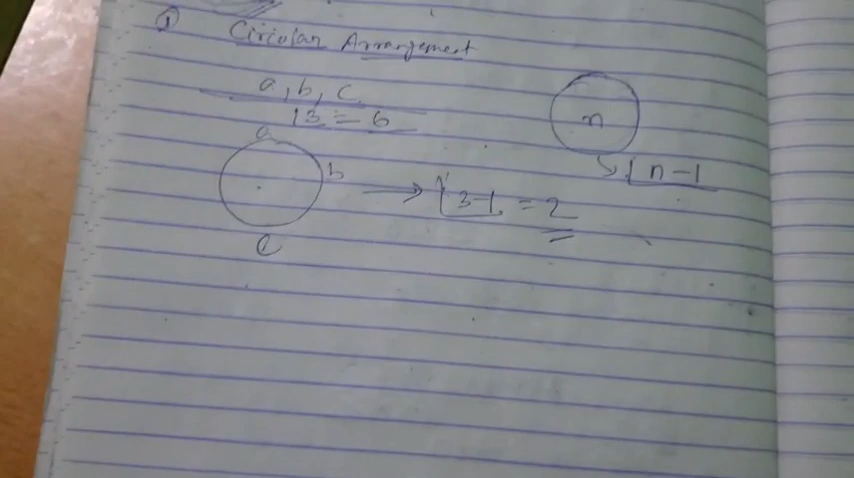 ① Circular Arrangement
a, b, c
|3 = 6
n
|n-1
a
b
c
→ |3-1 = 2